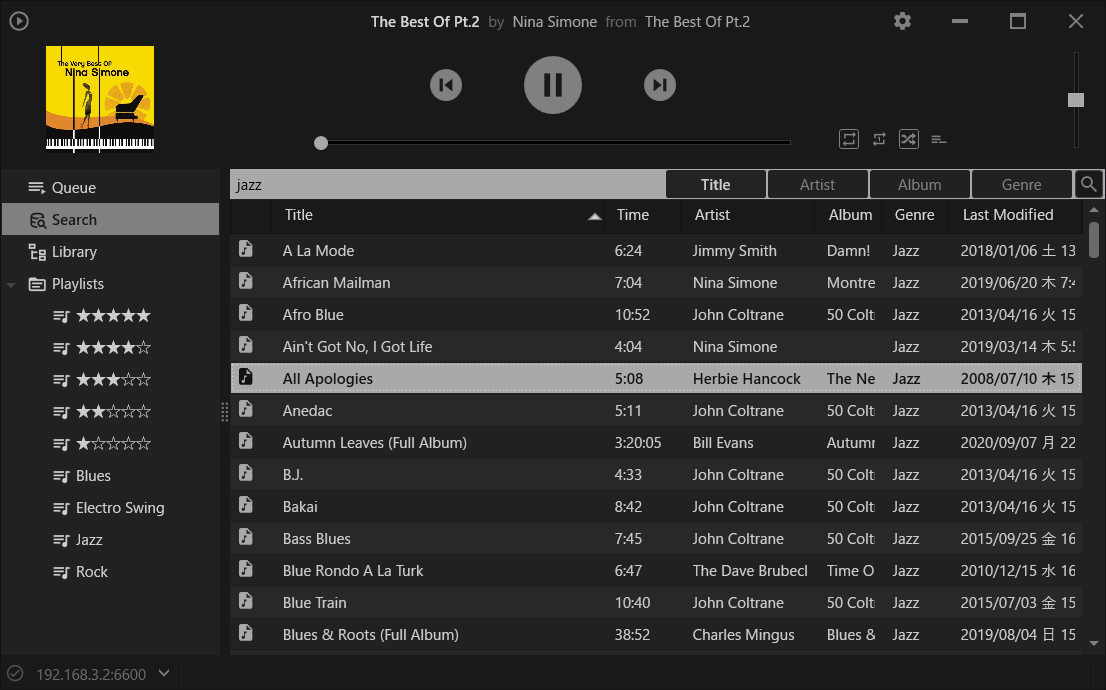 The Best Of Pt.2 by Nina Simone from The Best Of Pt.2
The Very Best Of
Nina Simone
Queue
Search
Library
Playlists
★★★★★
★★★★☆
★★★☆☆
★★☆☆☆
★☆☆☆☆
Blues
Electro Swing
Jazz
Rock
jazz Title Artist Album Genre
Title Time Artist Album Genre Last Modified
A La Mode 6:24 Jimmy Smith Damn! Jazz 2018/01/06 土 13
African Mailman 7:04 Nina Simone Montre Jazz 2019/06/20 木 7:4
Afro Blue 10:52 John Coltrane 50 Colt Jazz 2013/04/16 火 15
Ain't Got No, I Got Life 4:04 Nina Simone Jazz 2019/03/14 木 5:5
All Apologies 5:08 Herbie Hancock The Ne Jazz 2008/07/10 木 15
Anedac 5:11 John Coltrane 50 Colt Jazz 2013/04/16 火 15
Autumn Leaves (Full Album) 3:20:05 Bill Evans Autumn Jazz 2020/09/07 月 22
B.J. 4:33 John Coltrane 50 Colt Jazz 2013/04/16 火 15
Bakai 8:42 John Coltrane 50 Colt Jazz 2013/04/16 火 15
Bass Blues 7:45 John Coltrane 50 Colt Jazz 2015/09/25 金 16
Blue Rondo A La Turk 6:47 The Dave Brubecl Time O Jazz 2010/12/15 水 16
Blue Train 10:40 John Coltrane 50 Colt Jazz 2015/07/03 金 15
Blues & Roots (Full Album) 38:52 Charles Mingus Blues & Jazz 2019/08/04 日 15
192.168.3.2:6600